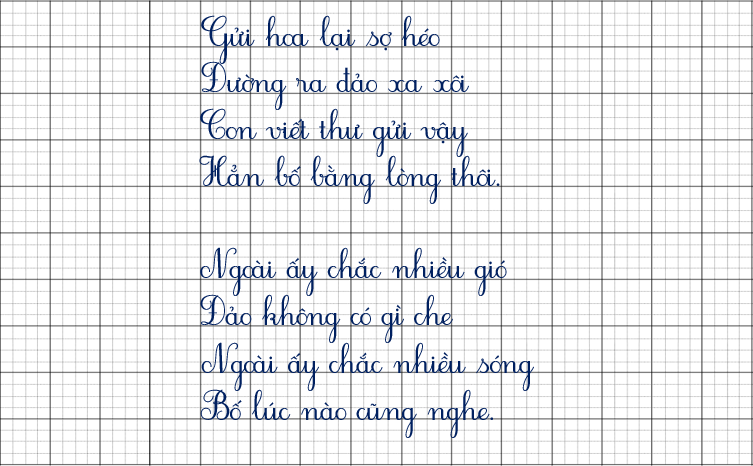 Gửi hoa lại sợ héo
Đường ra đảo xa xôi
Con viết thư gửi vậy
Hẳn bố bằng lòng thôi.
Ngoài ấy chắc nhiều gió
Đảo không có gì che
Ngoài ấy chắc nhiều sóng
Bố lúc nào cũng nghe.